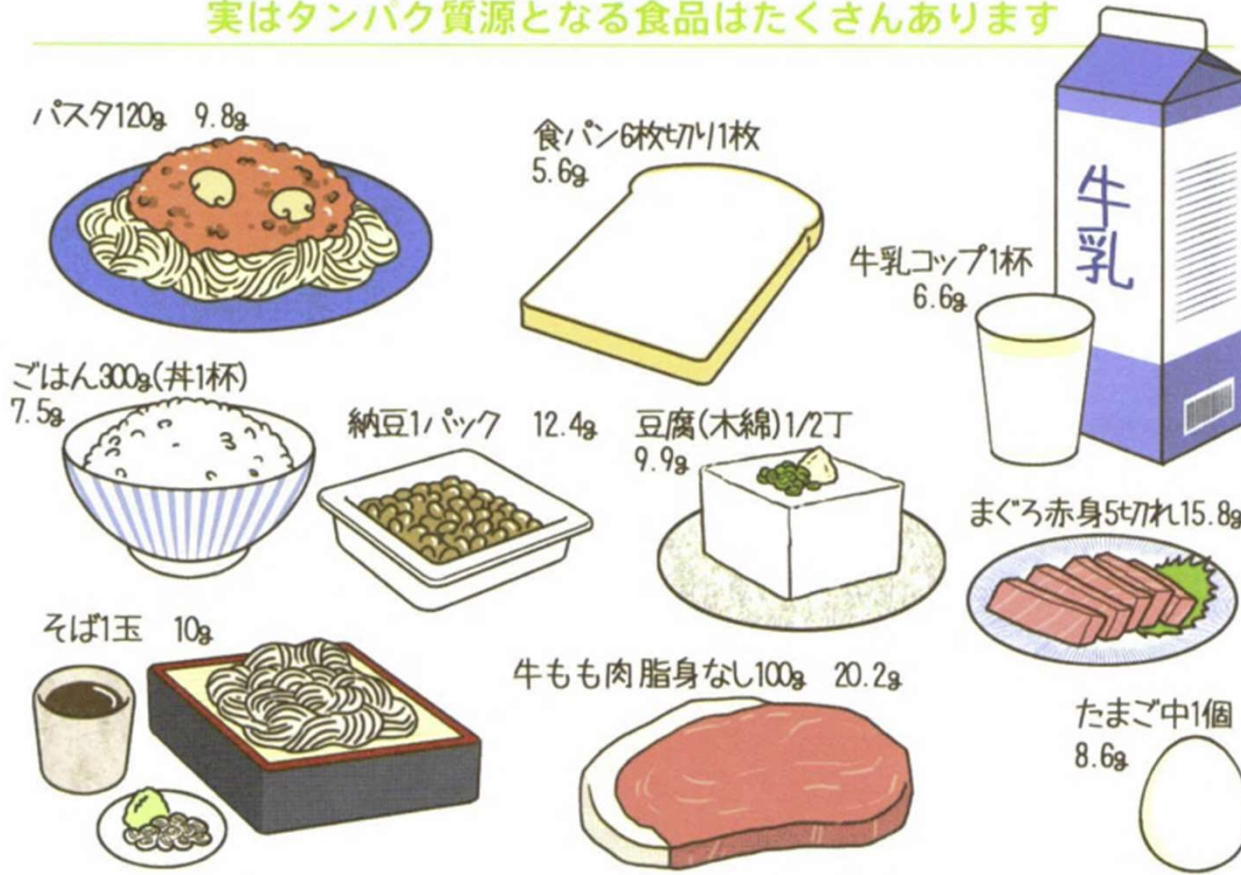 実はタンパク質源となる食品はたくさんあります
パスタ120g 9.8g
食パン6枚切り1枚
5.6g
牛乳
牛乳コップ1杯
6.6g
ごはん300g(丼1杯)
7.5g
納豆1パック 12.4g
豆腐(木綿)1/2丁
9.9g
まぐろ赤身5切れ15.8g
そば1玉 10g
牛もも肉脂身なし100g 20.2g
たまご中1個
8.6g